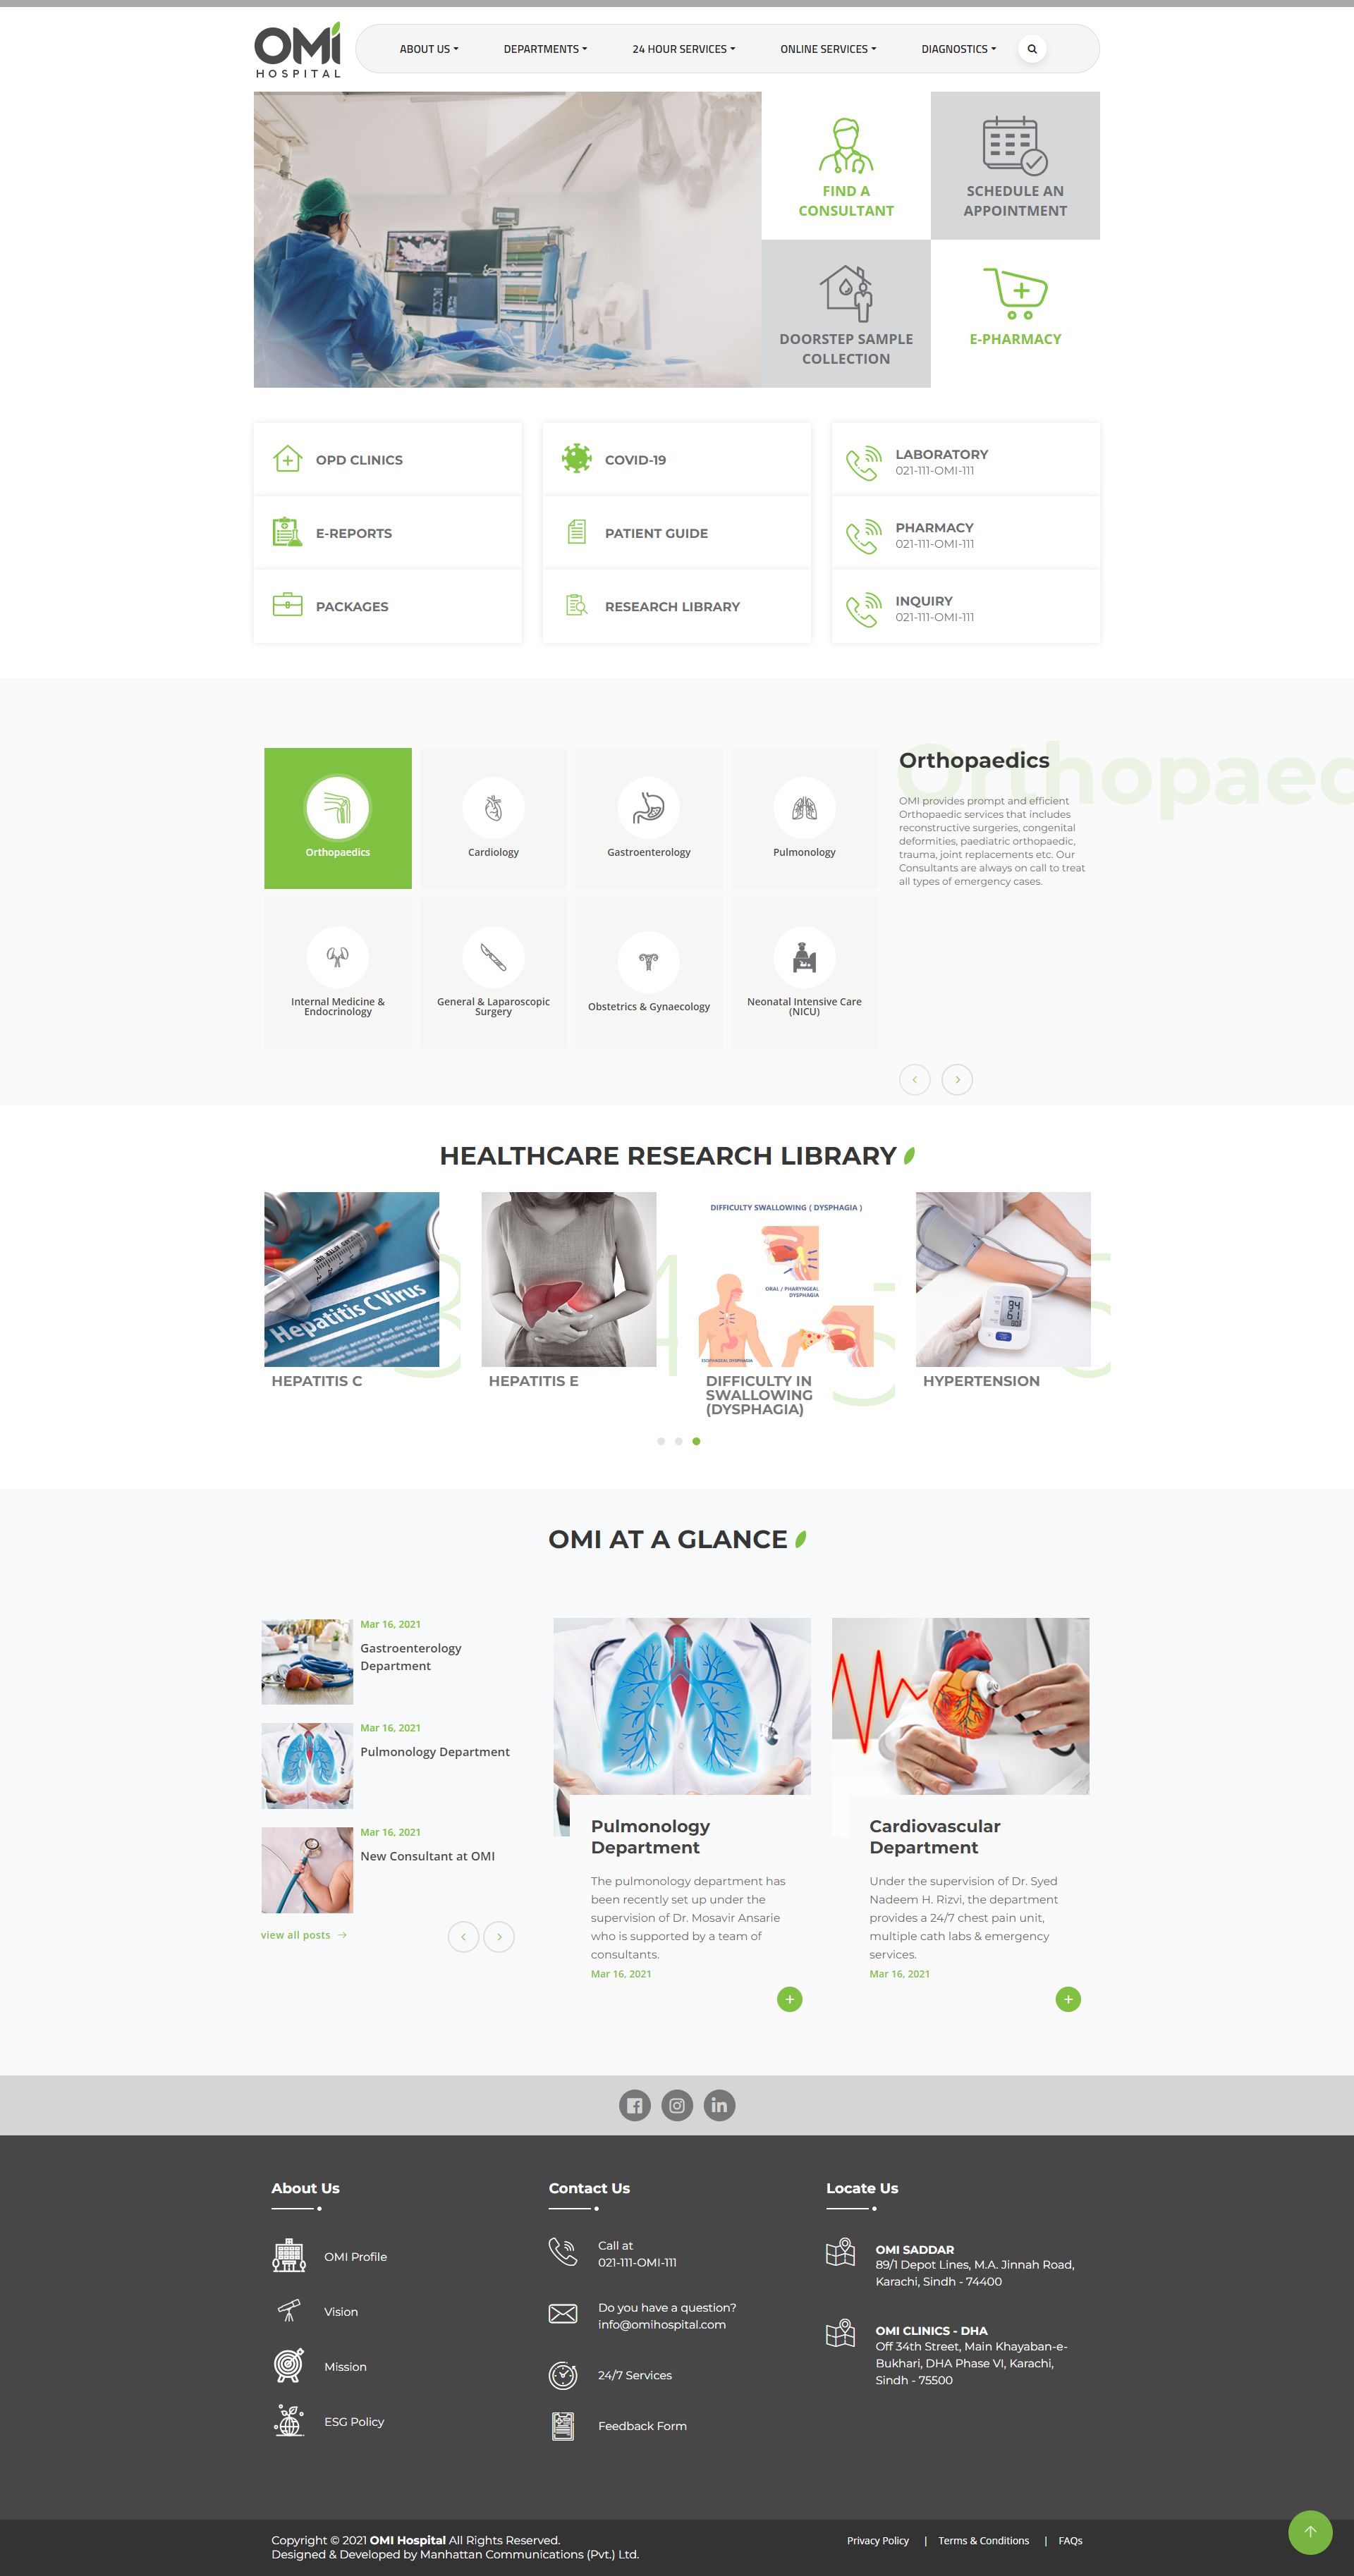 OMi
HOSPITAL
ABOUT US
DEPARTMENTS
24 HOUR SERVICES
ONLINE SERVICES
DIAGNOSTICS
FIND A
CONSULTANT
SCHEDULE AN
APPOINTMENT
DOORSTEP SAMPLE
COLLECTION
E-PHARMACY
OPD CLINICS
COVID-19
LABORATORY
021-111-OMI-111
E-REPORTS
PATIENT GUIDE
PHARMACY
021-111-OMI-111
PACKAGES
RESEARCH LIBRARY
INQUIRY
021-111-OMI-111
Orthopaedics
Cardiology
Gastroenterology
Pulmonology
Internal Medicine &
Endocrinology
General & Laparoscopic
Surgery
Obstetrics & Gynaecology
Neonatal Intensive Care
(NICU)
Orthopaed
Orthopaedics
OMI provides prompt and efficient
Orthopaedic services that includes
reconstructive surgeries, congenital
deformities, paediatric orthopaedic,
trauma, joint replacements etc. Our
Consultants are always on call to treat
all types of emergency cases.
HEALTHCARE RESEARCH LIBRARY
Hepatitis C Virus
3
HEPATITIS C
4
HEPATITIS E
DIFFICULTY SWALLOWING ( DYSPHAGIA )
ORAL / PHARYNGEAL
DYSPHAGIA
ESOPHAGEAL DYSPHAGIA
5
DIFFICULTY IN
SWALLOWING
(DYSPHAGIA)
94
61
6
HYPERTENSION
OMI AT A GLANCE
Mar 16, 2021
Gastroenterology
Department
Mar 16, 2021
Pulmonology Department
Mar 16, 2021
New Consultant at OMI
view all posts
Pulmonology
Department
The pulmonology department has
been recently set up under the
supervision of Dr. Mosavir Ansarie
who is supported by a team of
consultants.
Mar 16, 2021
Cardiovascular
Department
Under the supervision of Dr. Syed
Nadeem H. Rizvi, the department
provides a 24/7 chest pain unit,
multiple cath labs & emergency
services.
Mar 16, 2021
About Us
OMI Profile
Vision
Mission
ESG Policy
Contact Us
Call at
021-111-OMI-111
Do you have a question?
info@omihospital.com
24/7 Services
Feedback Form
Locate Us
OMI SADDAR
89/1 Depot Lines, M.A. Jinnah Road,
Karachi, Sindh - 74400
OMI CLINICS - DHA
Off 34th Street, Main Khayaban-e-
Bukhari, DHA Phase VI, Karachi,
Sindh - 75500
Copyright © 2021 OMI Hospital All Rights Reserved.
Designed & Developed by Manhattan Communications (Pvt.) Ltd.
Privacy Policy | Terms & Conditions | FAQs